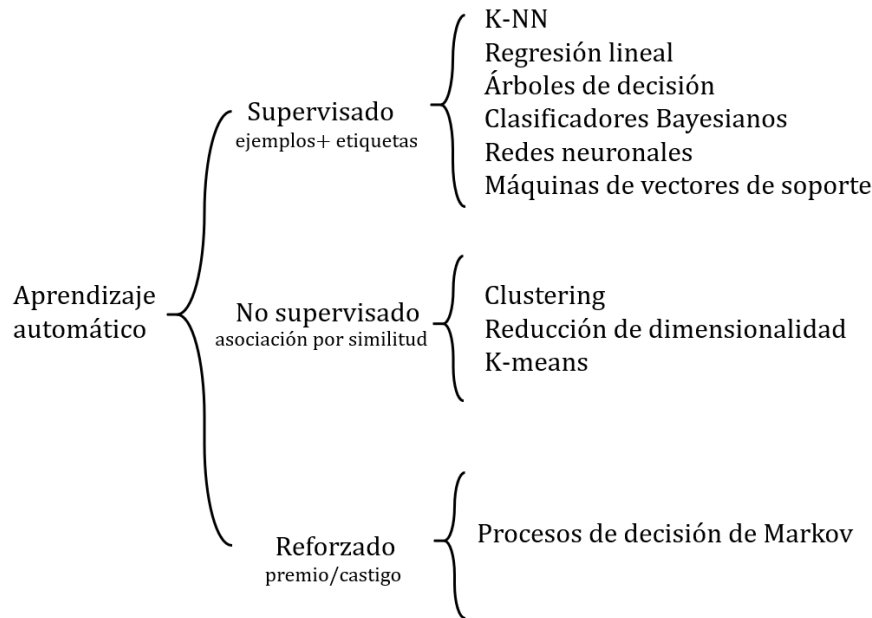 Aprendizaje
automático
Supervisado
ejemplos+ etiquetas
K-NN
Regresión lineal
Árboles de decisión
Clasificadores Bayesianos
Redes neuronales
Máquinas de vectores de soporte
No supervisado
asociación por similitud
Clustering
Reducción de dimensionalidad
K-means
Reforzado
premio/castigo
Procesos de decisión de Markov